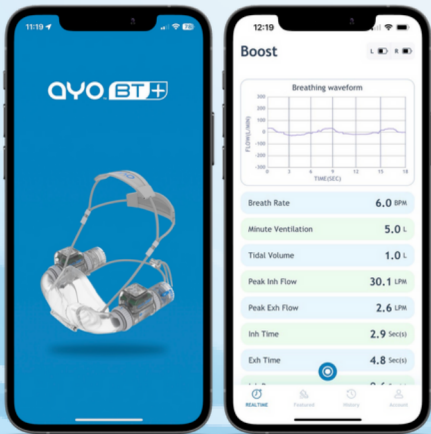 11:19
76
ayo BT+
12:19
Boost
L R
Breathing waveform
300
200
100
0
-100
-200
-300
FLOW(L/MIN)
0 3 6 9 12 15 18
TIME(SEC)
Breath Rate 6.0 BPM
Minute Ventilation 5.0 L
Tidal Volume 1.0 L
Peak Inh Flow 30.1 LPM
Peak Exh Flow 2.6 LPM
Inh Time 2.9 Sec(s)
Exh Time 4.8 Sec(s)
REALTIME Featured History Account